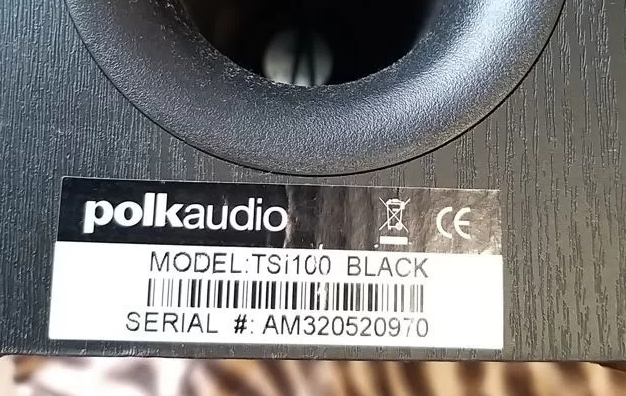 polkaudio CE
MODEL:TSi100 BLACK
SERIAL #: AM320520970